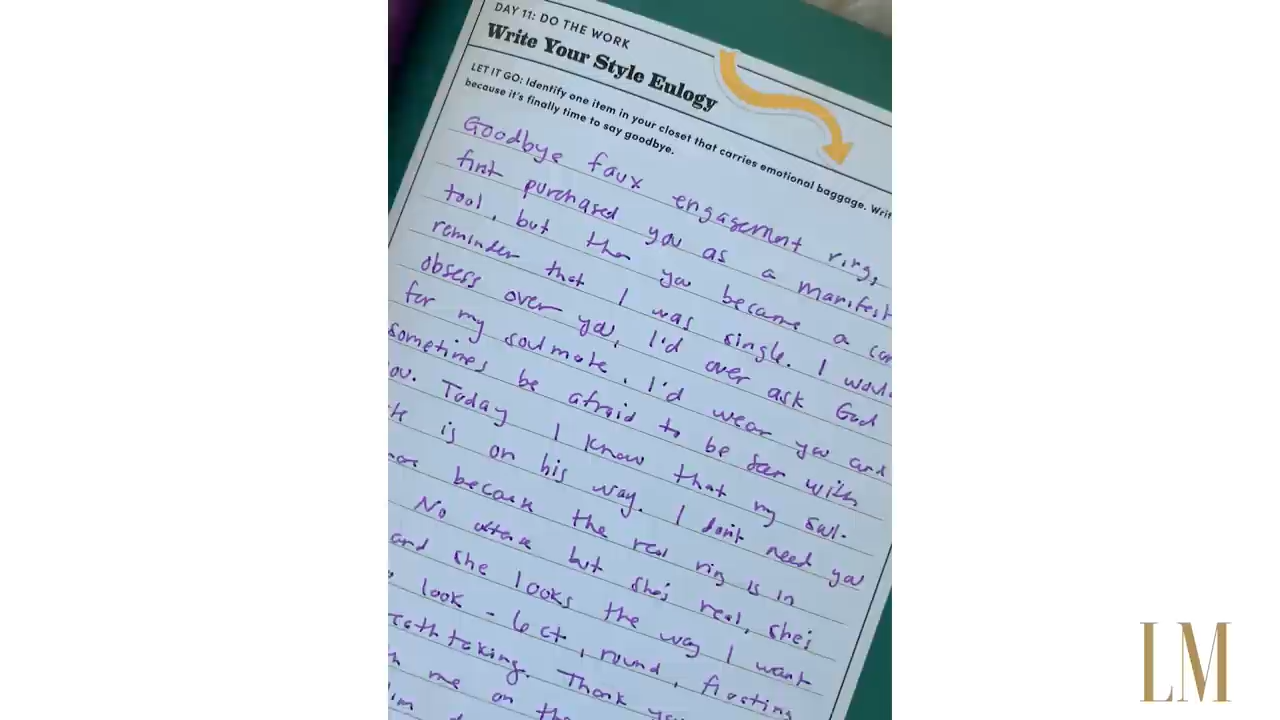 DAY 11: DO THE WORK
Write Your Style Eulogy
LET IT GO: Identify one item in your closet that carries emotional baggage. Writ
because it's finally time to say goodbye.
Goodbye faux engagement ring,
first purchased you as a manifest
tool, but then you became a con
reminder that I was single. I woul
obsess over you, I'd over ask God
for my soulmate. I'd wear you and
sometimes be afraid to be seen with
ou. Today I know that my soul-
is on his way. I don't need you
because the real ring is in
No offense but she's real, she's
and she looks the way I want
look - 6 ct, round, floating
eathtaking. Thank you
me on the
LM